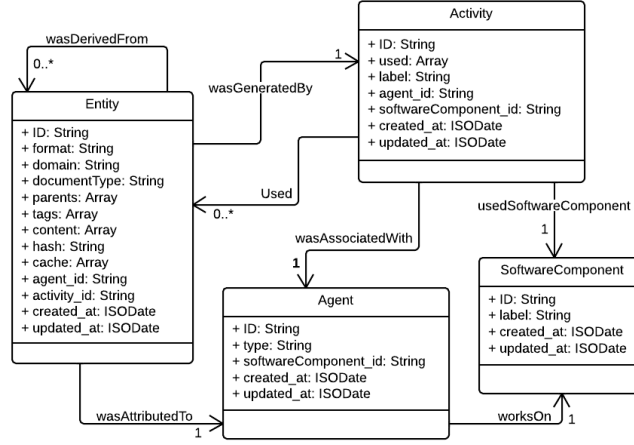 wasDerivedFrom
0..*
Entity
+ ID: String
+ format: String
+ domain: String
+ documentType: String
+ parents: Array
+ tags: Array
+ content: Array
+ hash: String
+ cache: Array
+ agent_id: String
+ activity_id: String
+ created_at: ISODate
+ updated_at: ISODate
wasGeneratedBy
1
Activity
+ ID: String
+ used: Array
+ label: String
+ agent_id: String
+ softwareComponent_id: String
+ created_at: ISODate
+ updated_at: ISODate
Used
0..*
wasAssociatedWith
1
usedSoftwareComponent
1
Agent
+ ID: String
+ type: String
+ softwareComponent_id: String
+ created_at: ISODate
+ updated_at: ISODate
SoftwareComponent
+ ID: String
+ label: String
+ created_at: ISODate
+ updated_at: ISODate
wasAttributedTo
1
worksOn
1